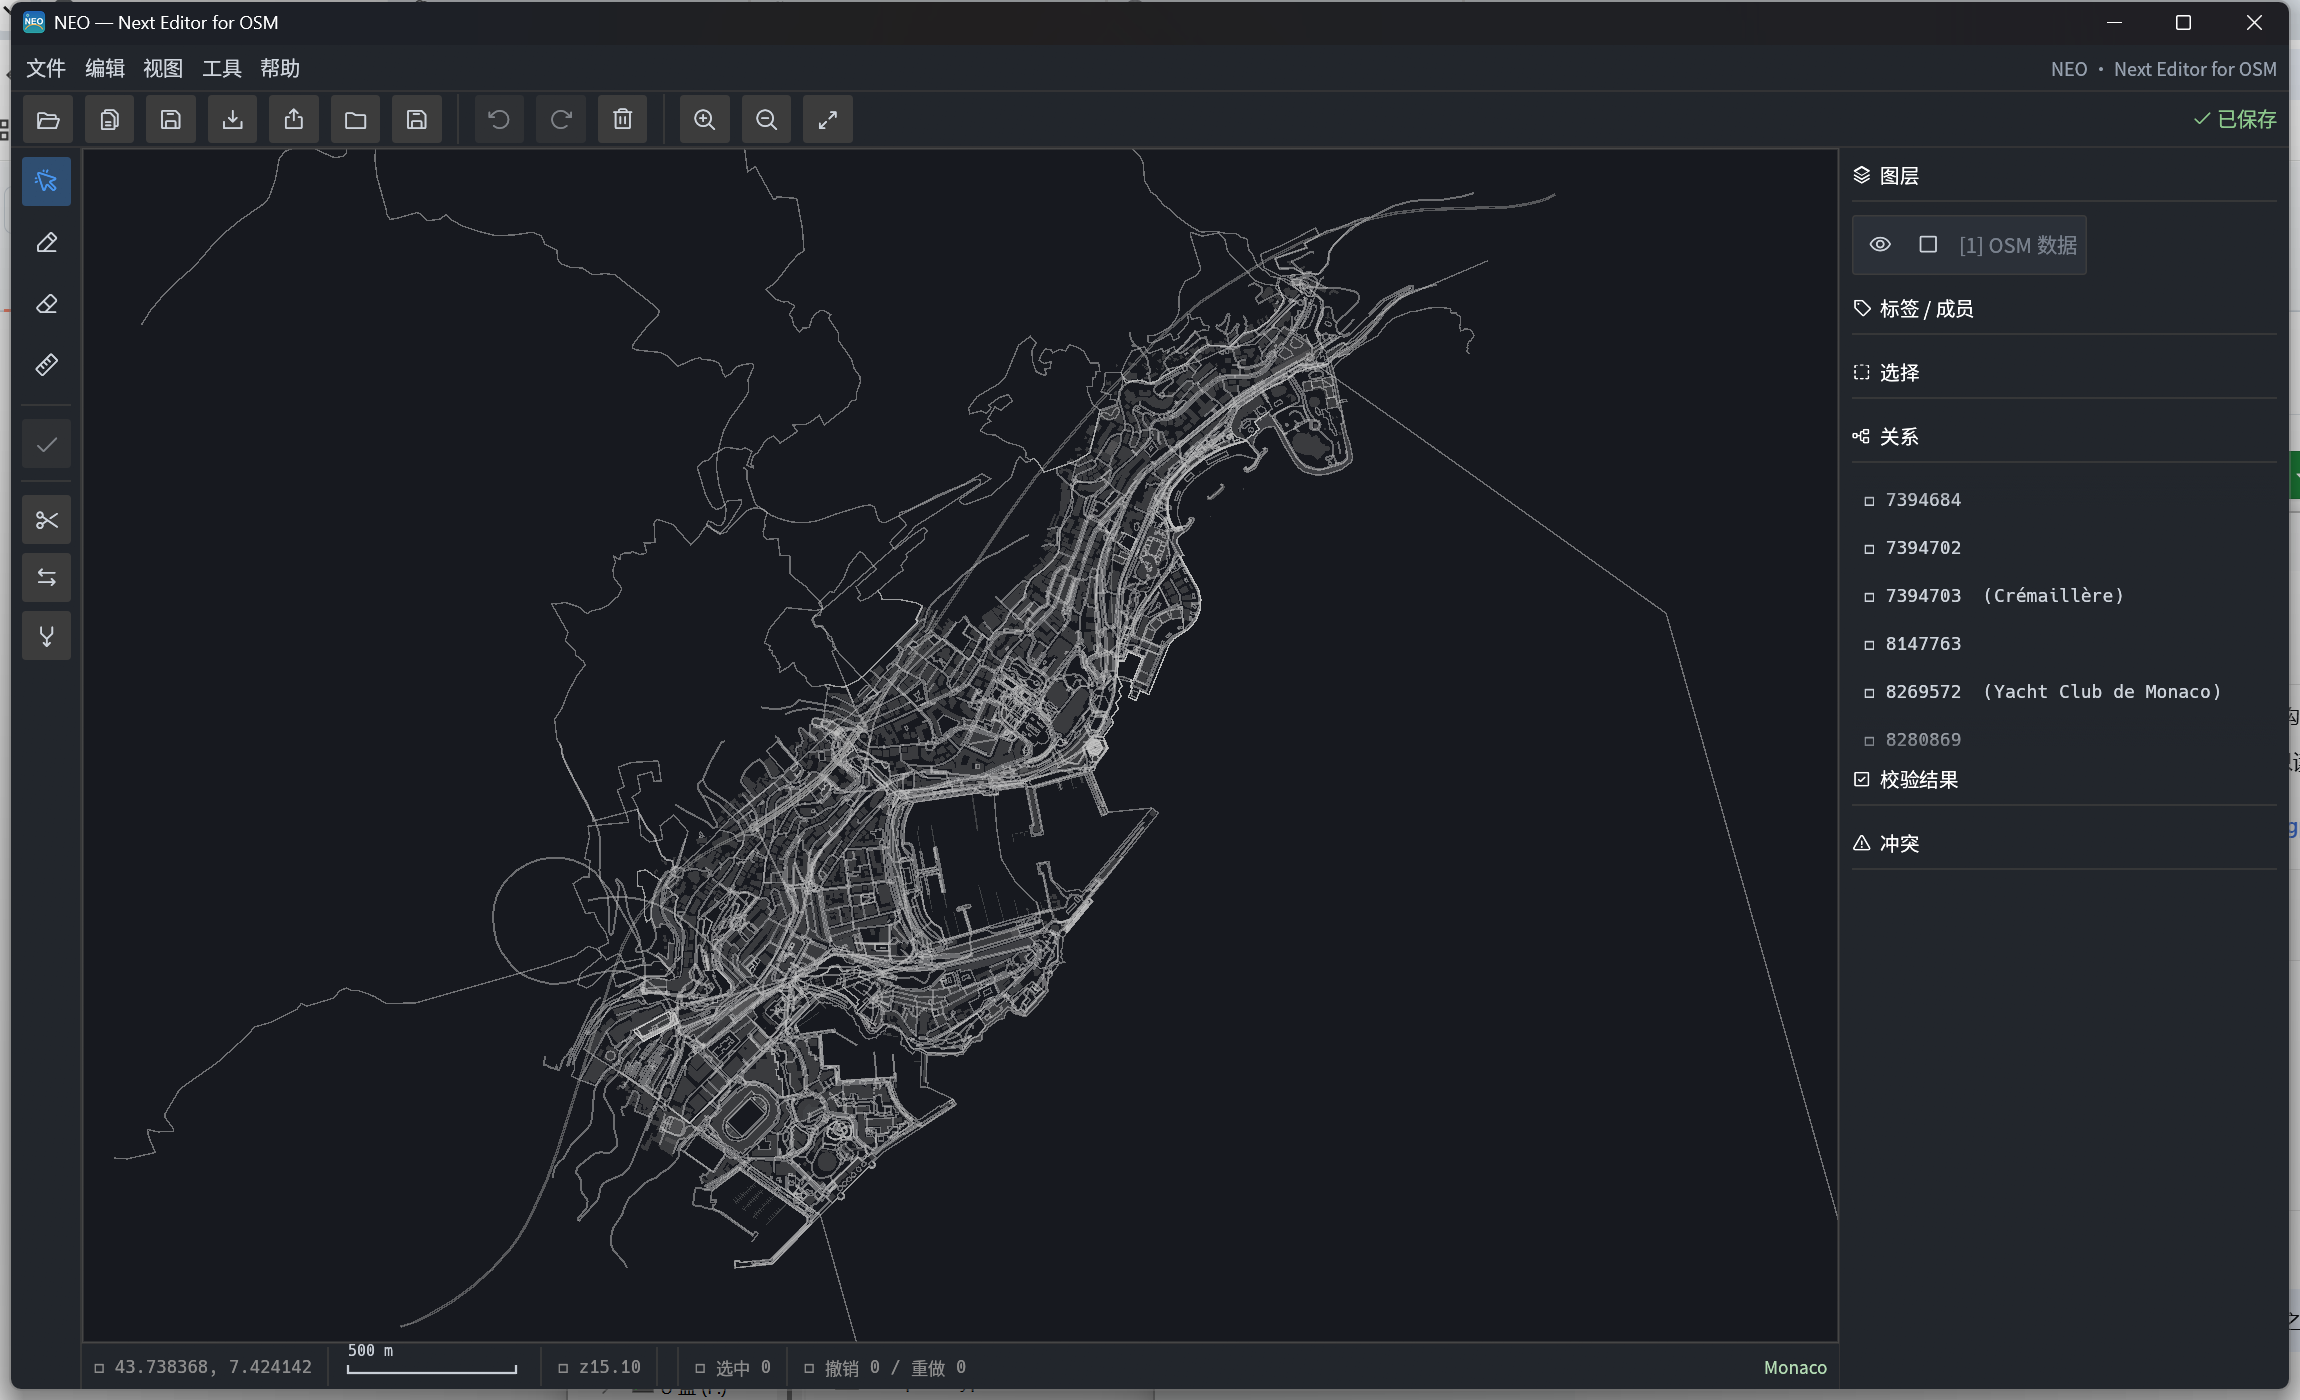 NEO — Next Editor for OSM
文件 编辑 视图 工具 帮助
NEO • Next Editor for OSM
已保存
图层
[1] OSM 数据
标签 / 成员
选择
关系
7394684
7394702
7394703 (Crémaillère)
8147763
8269572 (Yacht Club de Monaco)
8280869
校验结果
冲突
43.738368, 7.424142
500 m
z15.10
选中 0
撤销 0 / 重做 0
Monaco